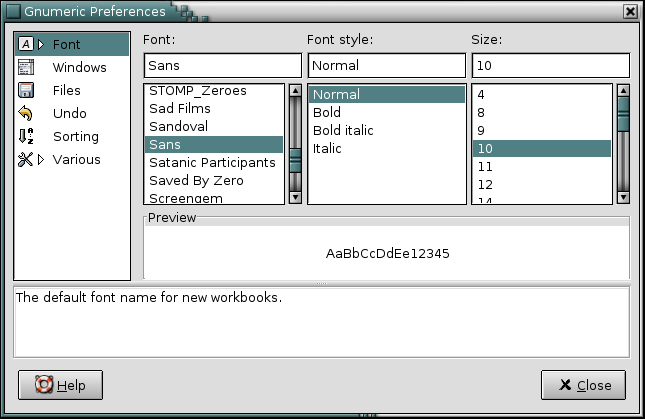 Gnumeric Preferences
Font
Windows
Files
Undo
Sorting
Various
Font:
Sans
STOMP_Zeroes
Sad Films
Sandoval
Sans
Satanic Participants
Saved By Zero
Screengem
Font style:
Normal
Normal
Bold
Bold italic
Italic
Size:
10
4
8
9
10
11
12
14
Preview
AaBbCcDdEe12345
The default font name for new workbooks.
Help
Close